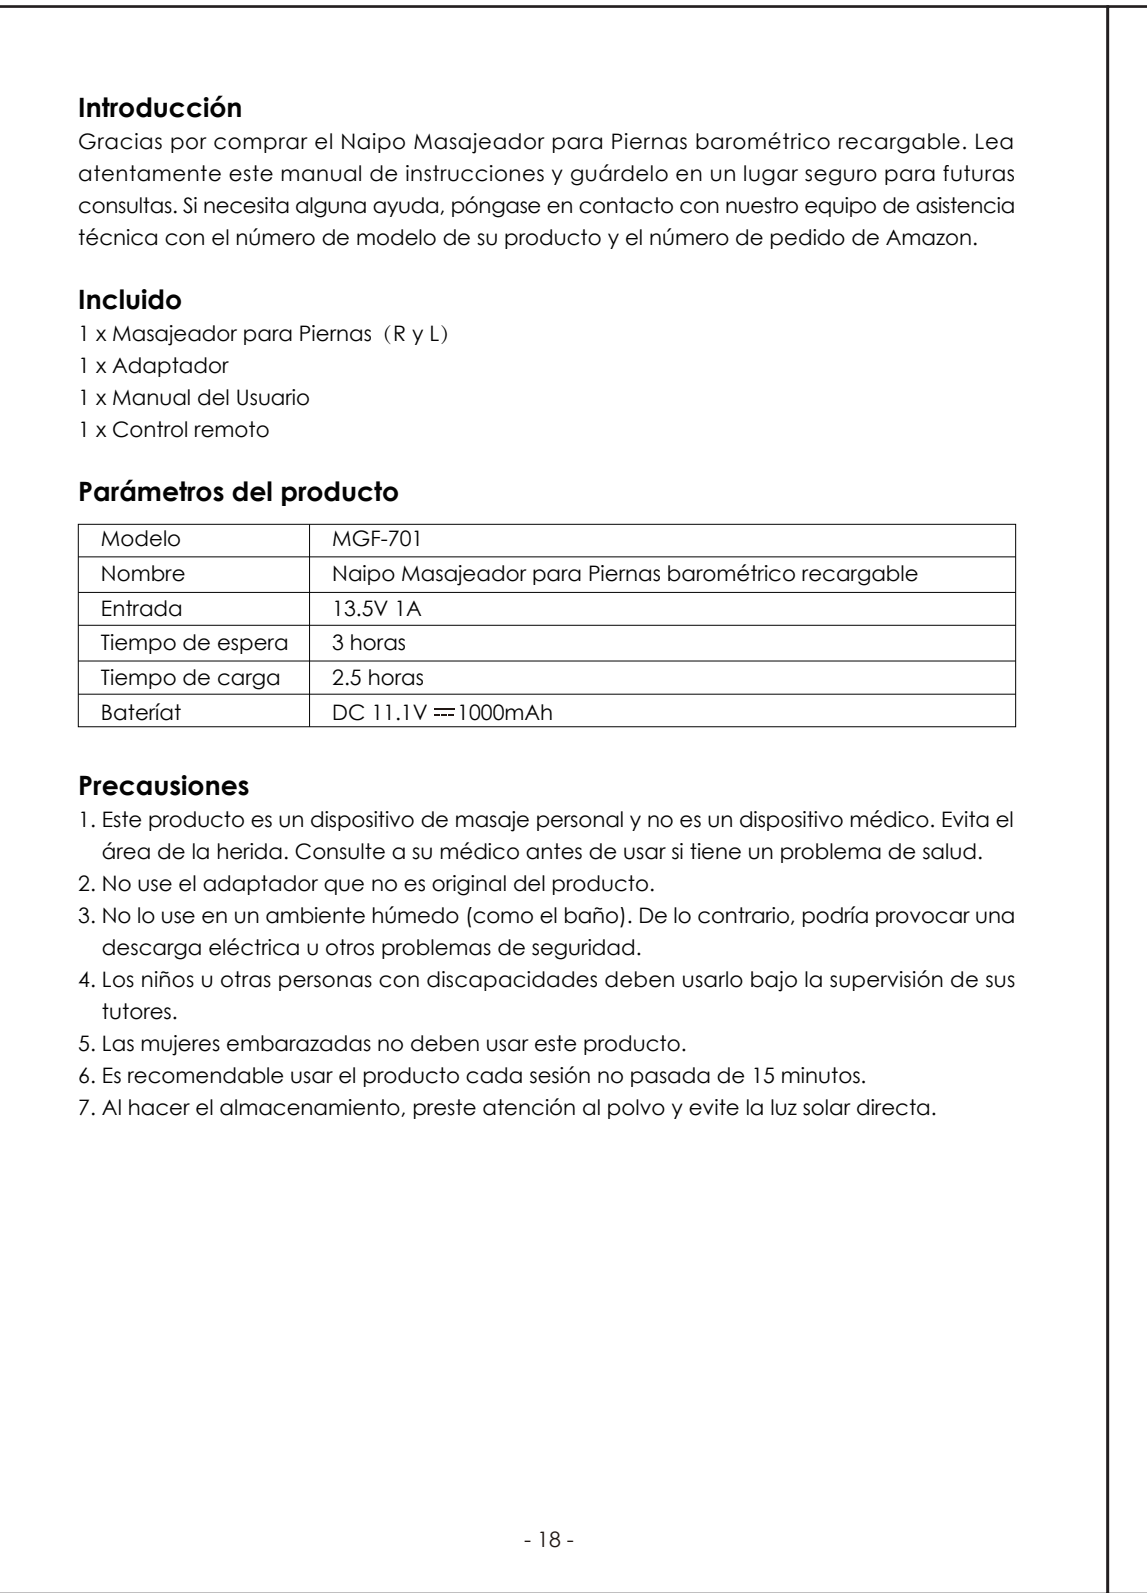 Introducción
Gracias por comprar el Naipo Masajeador para Piernas barométrico recargable. Lea
atentamente este manual de instrucciones y guárdelo en un lugar seguro para futuras
consultas. Si necesita alguna ayuda, póngase en contacto con nuestro equipo de asistencia
técnica con el número de modelo de su producto y el número de pedido de Amazon.
Incluido
1 x Masajeador para Piernas（R y L）
1 x Adaptador
1 x Manual del Usuario
1 x Control remoto
Parámetros del producto
Modelo MGF-701
Nombre Naipo Masajeador para Piernas barométrico recargable
Entrada 13.5V 1A
Tiempo de espera 3 horas
Tiempo de carga 2.5 horas
Bateríat DC 11.1V ⎓1000mAh
Precausiones
1. Este producto es un dispositivo de masaje personal y no es un dispositivo médico. Evita el
área de la herida. Consulte a su médico antes de usar si tiene un problema de salud.
2. No use el adaptador que no es original del producto.
3. No lo use en un ambiente húmedo (como el baño). De lo contrario, podría provocar una
descarga eléctrica u otros problemas de seguridad.
4. Los niños u otras personas con discapacidades deben usarlo bajo la supervisión de sus
tutores.
5. Las mujeres embarazadas no deben usar este producto.
6. Es recomendable usar el producto cada sesión no pasada de 15 minutos.
7. Al hacer el almacenamiento, preste atención al polvo y evite la luz solar directa.
- 18 -